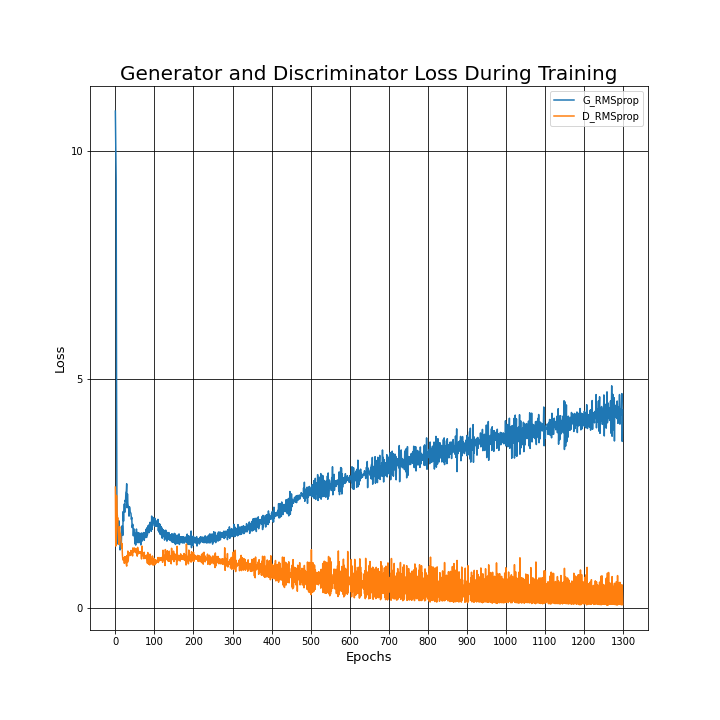 Generator and Discriminator Loss During Training
G_RMSprop
D_RMSprop
10
5
0
Loss
0 100 200 300 400 500 600 700 800 900 1000 1100 1200 1300
Epochs